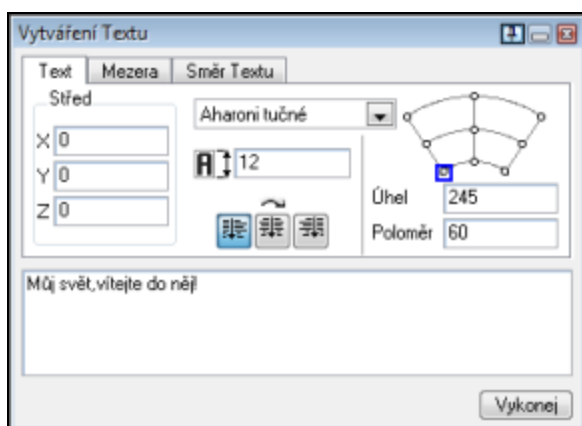 Vytváření Textu
Text Mezera Směr Textu
Střed
X 0
Y 0
Z 0
Aharoni tučné
A 12
Úhel 245
Poloměr 60
Můj svět,vítejte do něj!
Vykonej